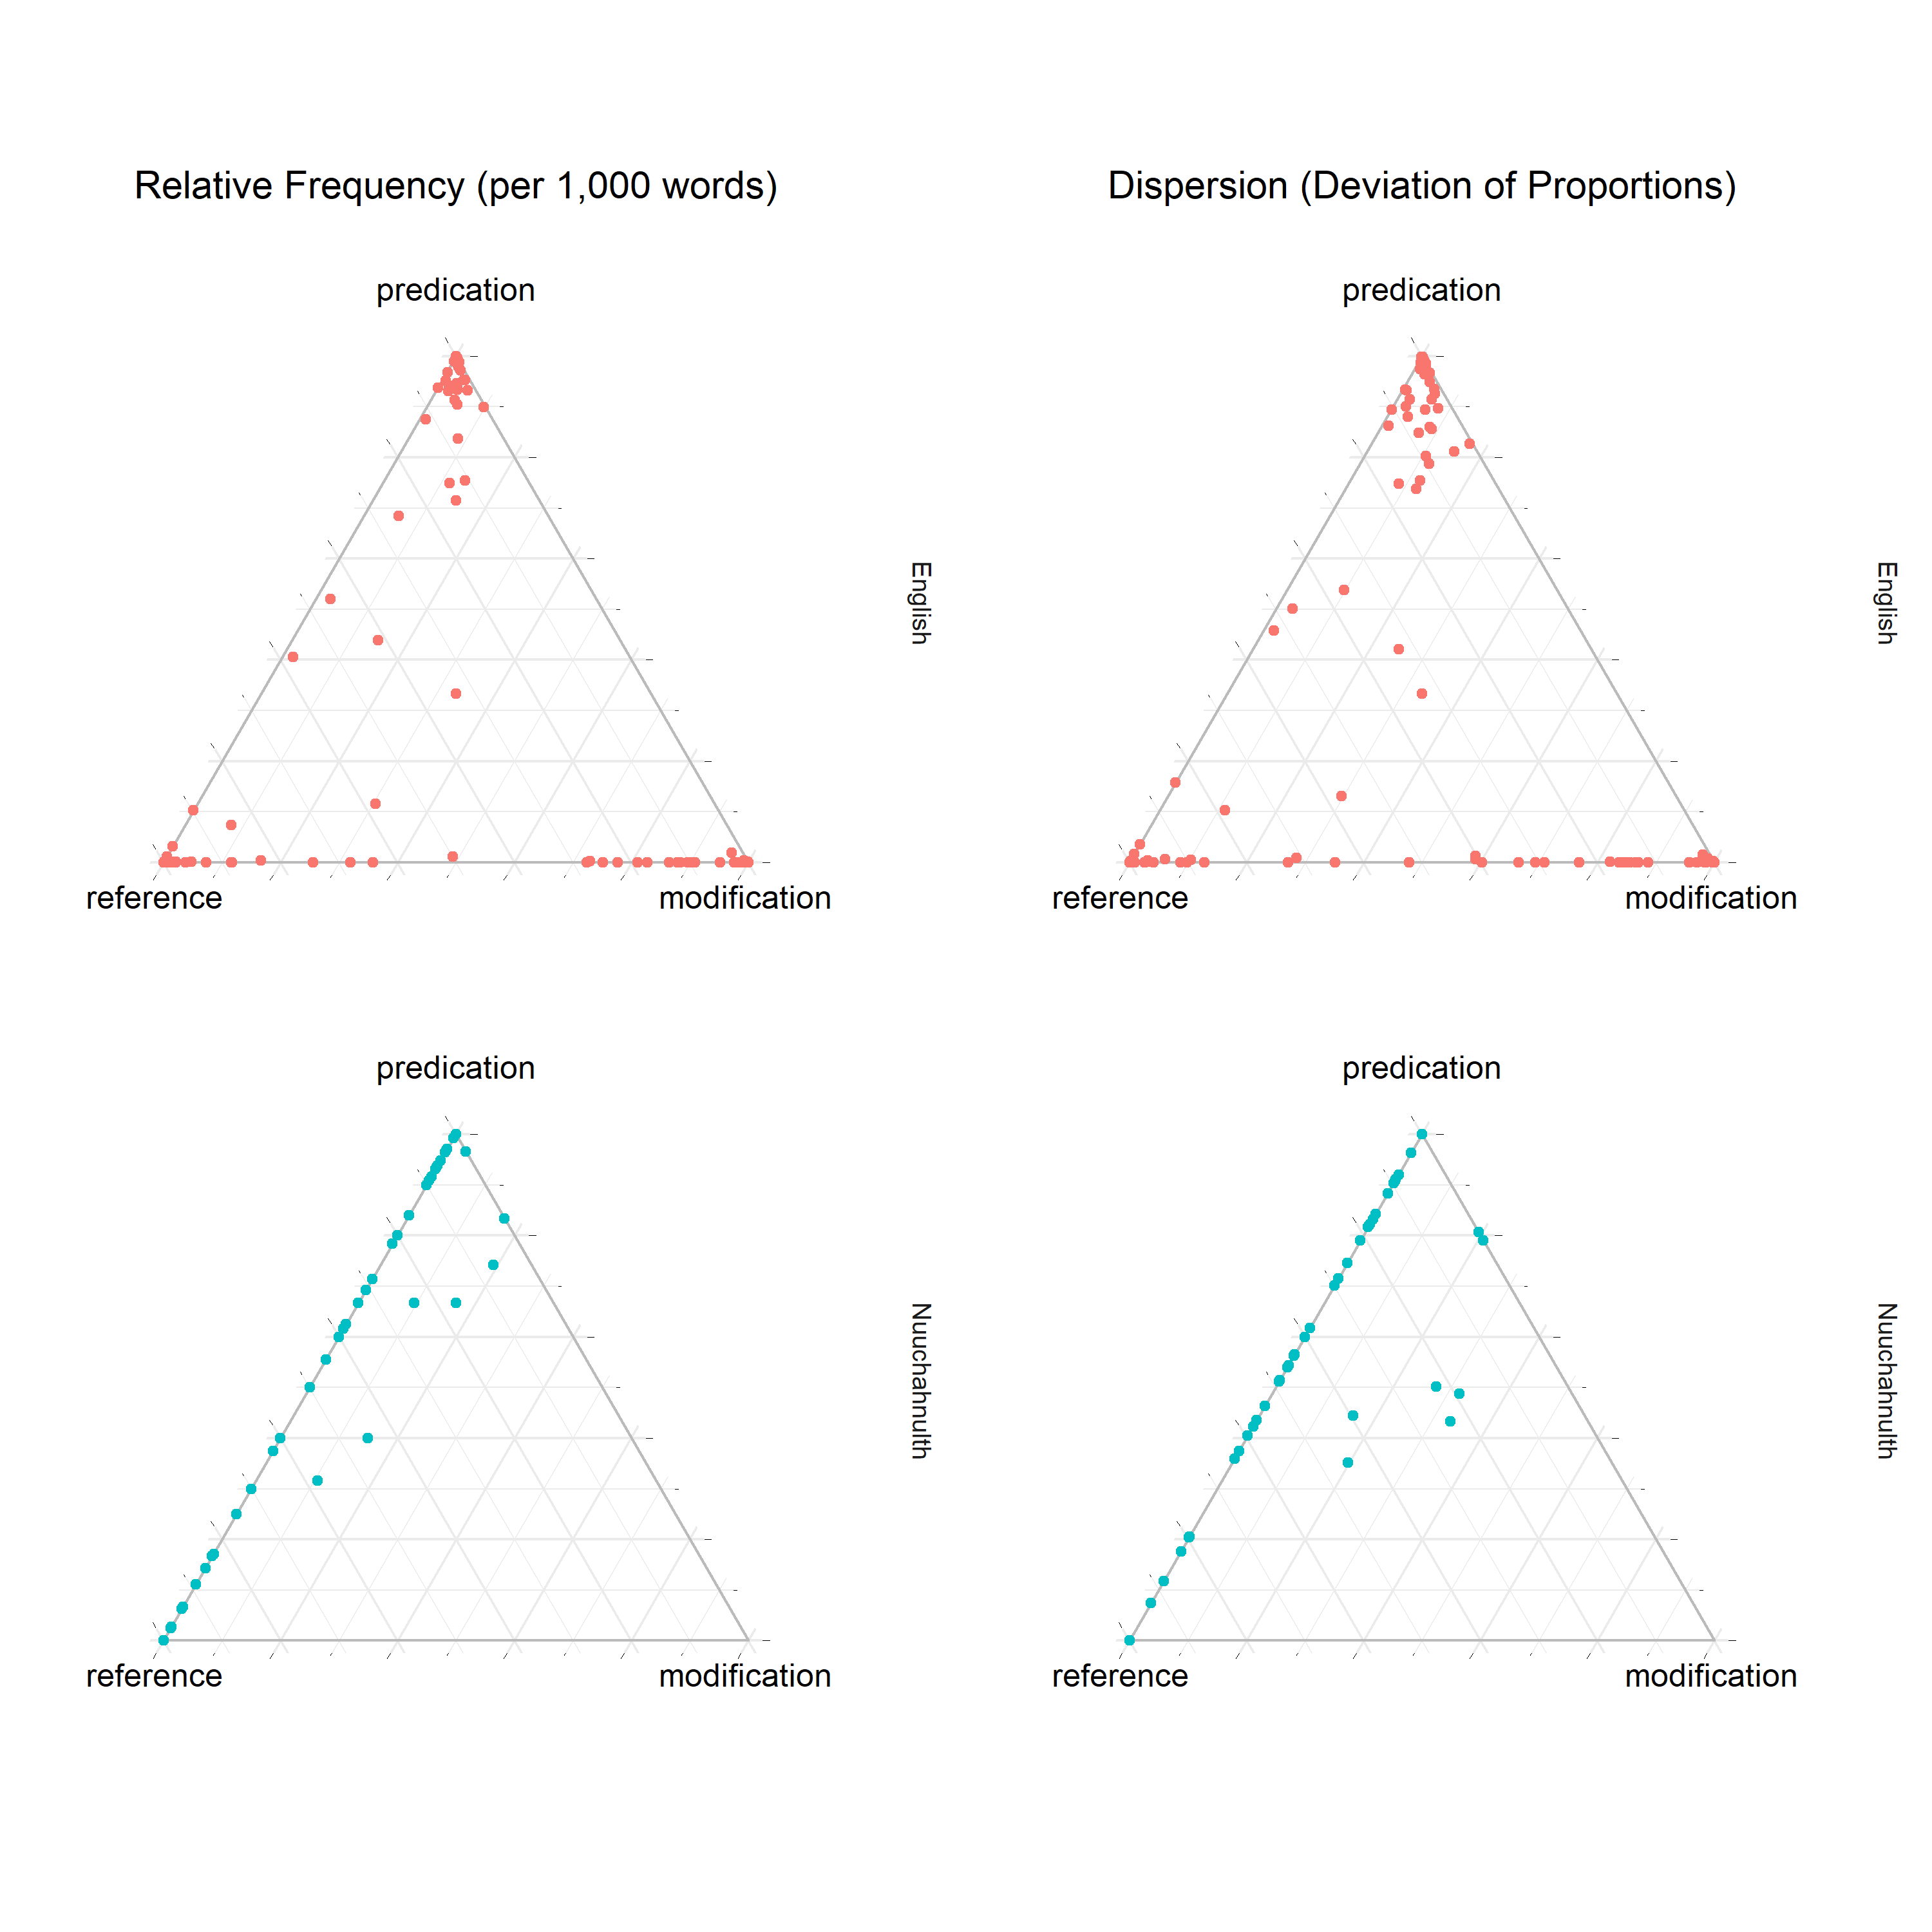 Relative Frequency (per 1,000 words)
Dispersion (Deviation of Proportions)
predication
predication
English
English
reference
modification
reference
modification
predication
predication
Nuuchahnulth
Nuuchahnulth
reference
modification
reference
modification